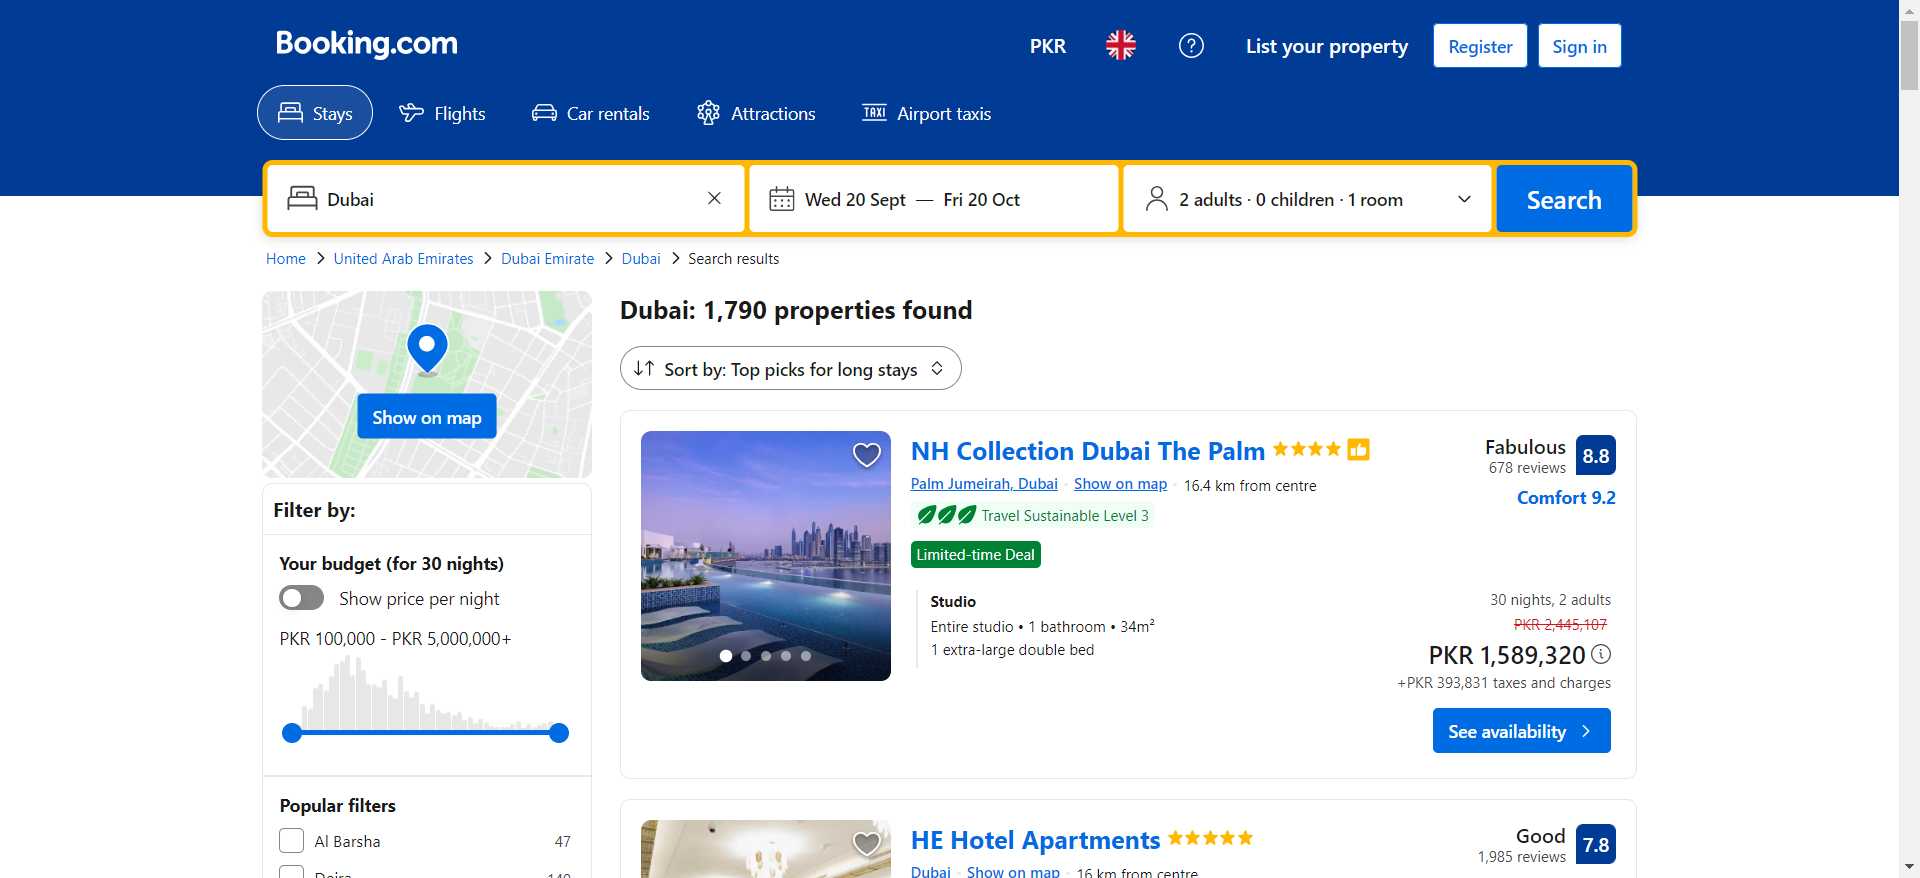 Booking.com
PKR
List your property
Register
Sign in
Stays
Flights
Car rentals
Attractions
TAXI
Airport taxis
Dubai
Wed 20 Sept — Fri 20 Oct
2 adults · 0 children · 1 room
Search
Home > United Arab Emirates > Dubai Emirate > Dubai > Search results
Show on map
Filter by:
Your budget (for 30 nights)
Show price per night
PKR 100,000 - PKR 5,000,000+
Popular filters
Al Barsha 47
Deira 140
Dubai: 1,790 properties found
Sort by: Top picks for long stays
NH Collection Dubai The Palm
Palm Jumeirah, Dubai · Show on map · 16.4 km from centre
Travel Sustainable Level 3
Limited-time Deal
Studio
Entire studio • 1 bathroom • 34m²
1 extra-large double bed
Fabulous 8.8
678 reviews
Comfort 9.2
30 nights, 2 adults
PKR 2,445,107
PKR 1,589,320
+PKR 393,831 taxes and charges
See availability
HE Hotel Apartments
Dubai · Show on map · 16 km from centre
Good 7.8
1,985 reviews